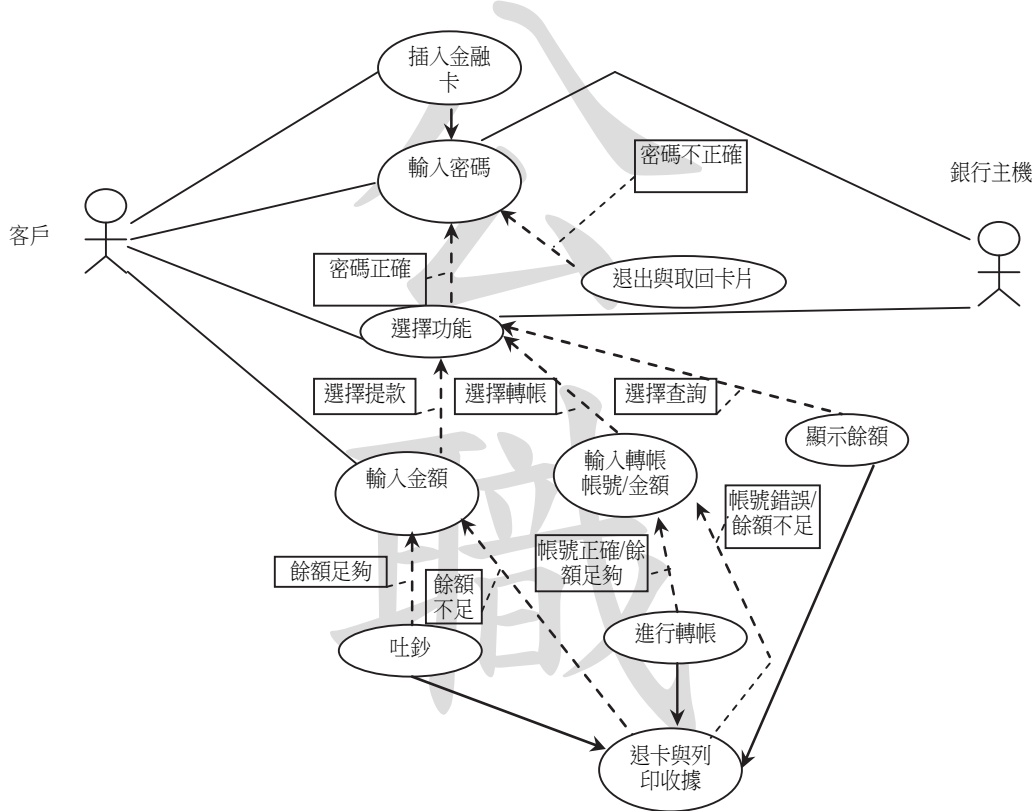 插入金融
卡
輸入密碼
密碼不正確
銀行主機
客戶
密碼正確
退出與取回卡片
選擇功能
選擇提款
選擇轉帳
選擇查詢
顯示餘額
輸入轉帳
帳號/金額
輸入金額
帳號錯誤/
餘額不足
帳號正確/餘
額足夠
餘額足夠
餘額
不足
進行轉帳
吐鈔
退卡與列
印收據
公
職